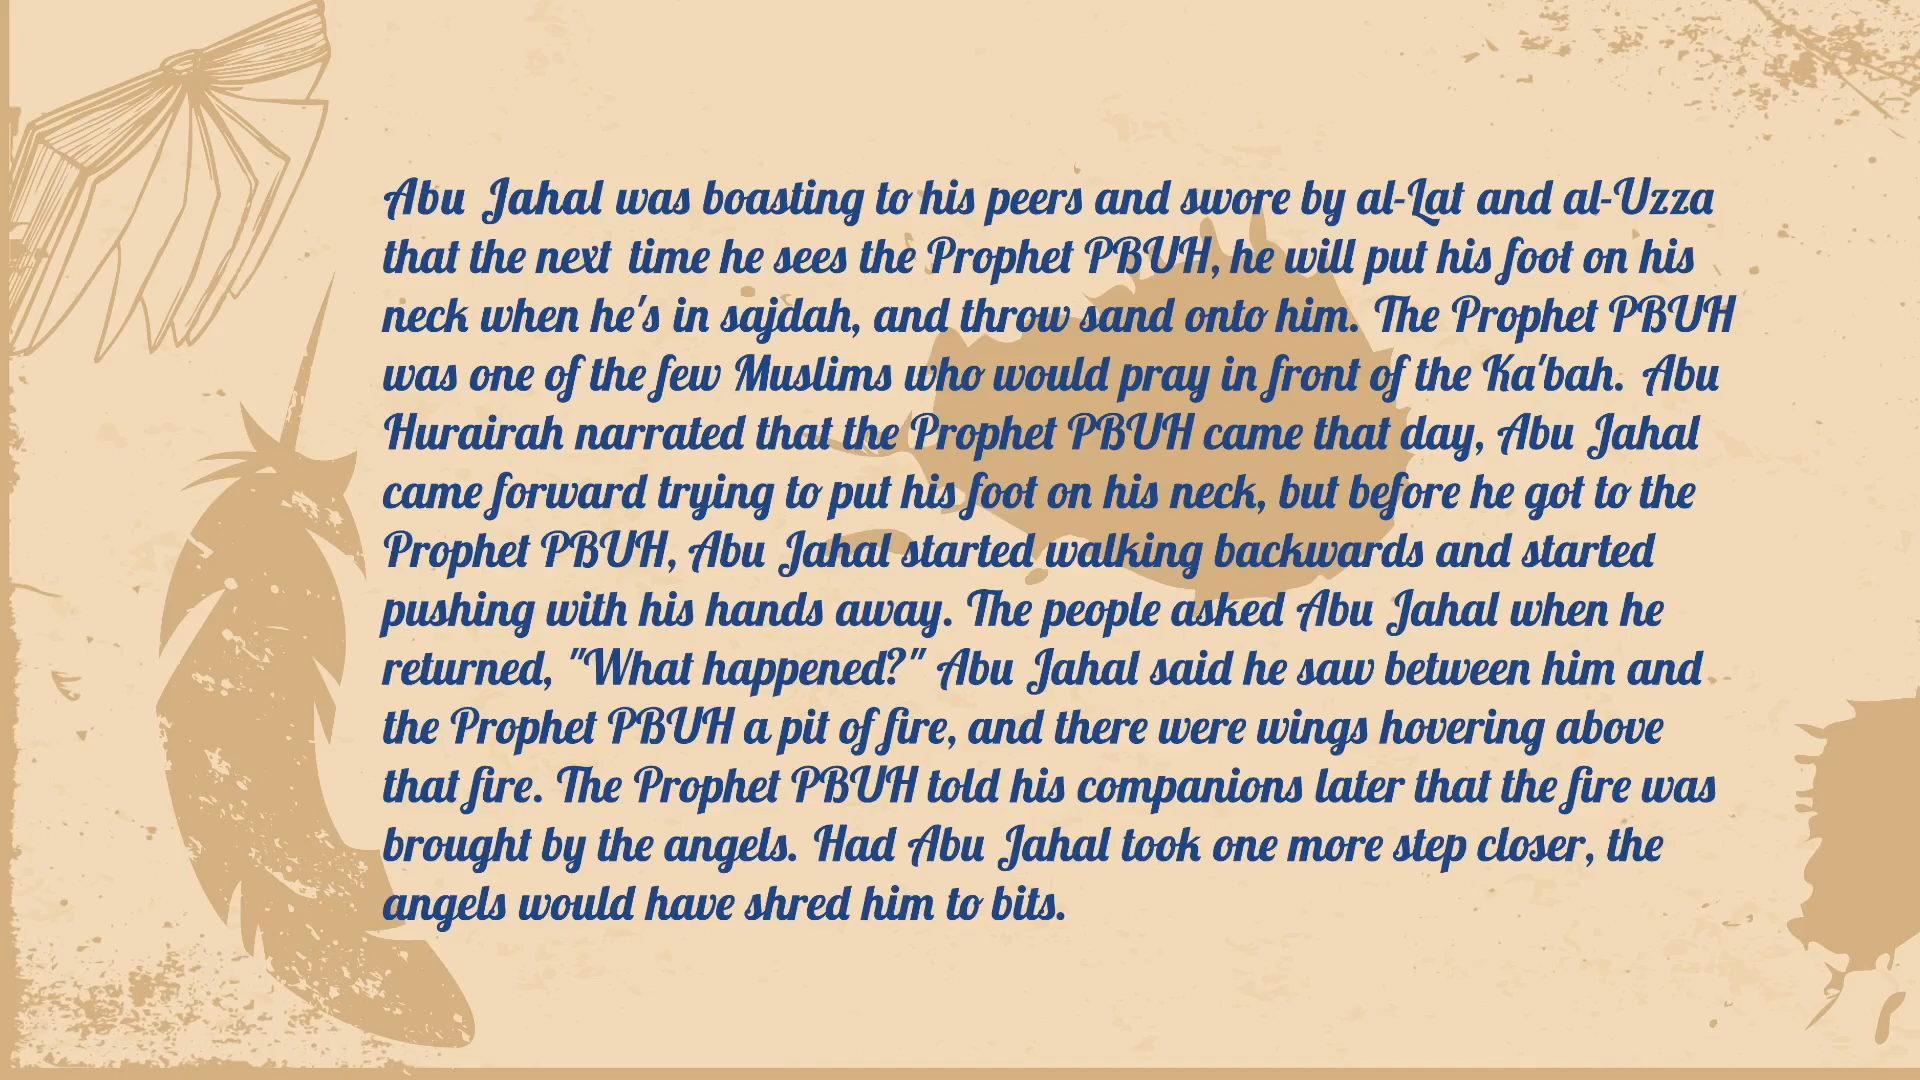 Abu Jahal was boasting to his peers and swore by al-Lat and al-Uzza
that the next time he sees the Prophet PBUH, he will put his foot on his
neck when he's in sajdah, and throw sand onto him. The Prophet PBUH
was one of the few Muslims who would pray in front of the Ka'bah. Abu
Hurairah narrated that the Prophet PBUH came that day, Abu Jahal
came forward trying to put his foot on his neck, but before he got to the
Prophet PBUH, Abu Jahal started walking backwards and started
pushing with his hands away. The people asked Abu Jahal when he
returned, "What happened?" Abu Jahal said he saw between him and
the Prophet PBUH a pit of fire, and there were wings hovering above
that fire. The Prophet PBUH told his companions later that the fire was
brought by the angels. Had Abu Jahal took one more step closer, the
angels would have shred him to bits.